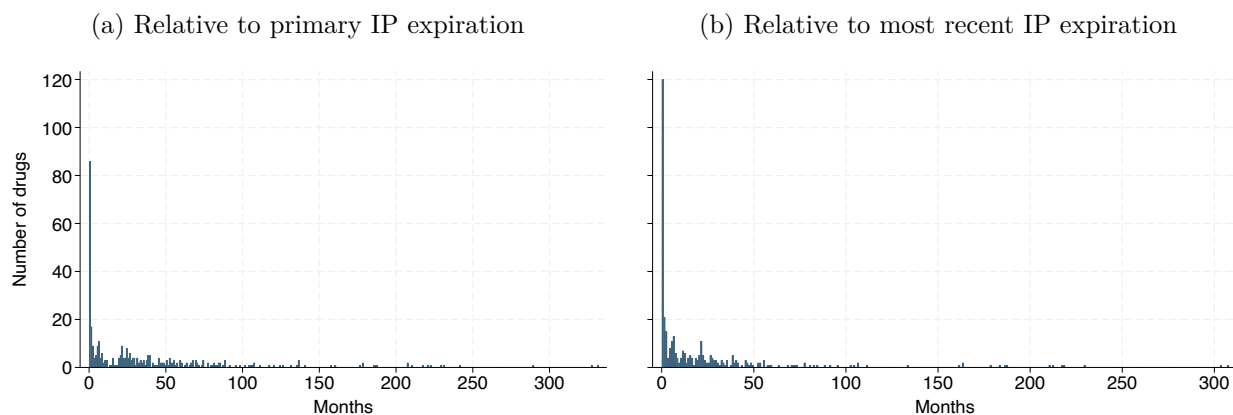 (a) Relative to primary IP expiration
(b) Relative to most recent IP expiration
120
100
80
60
40
20
0
Number of drugs
0 50 100 150 200 250 300
Months
0 50 100 150 200 250 300
Months